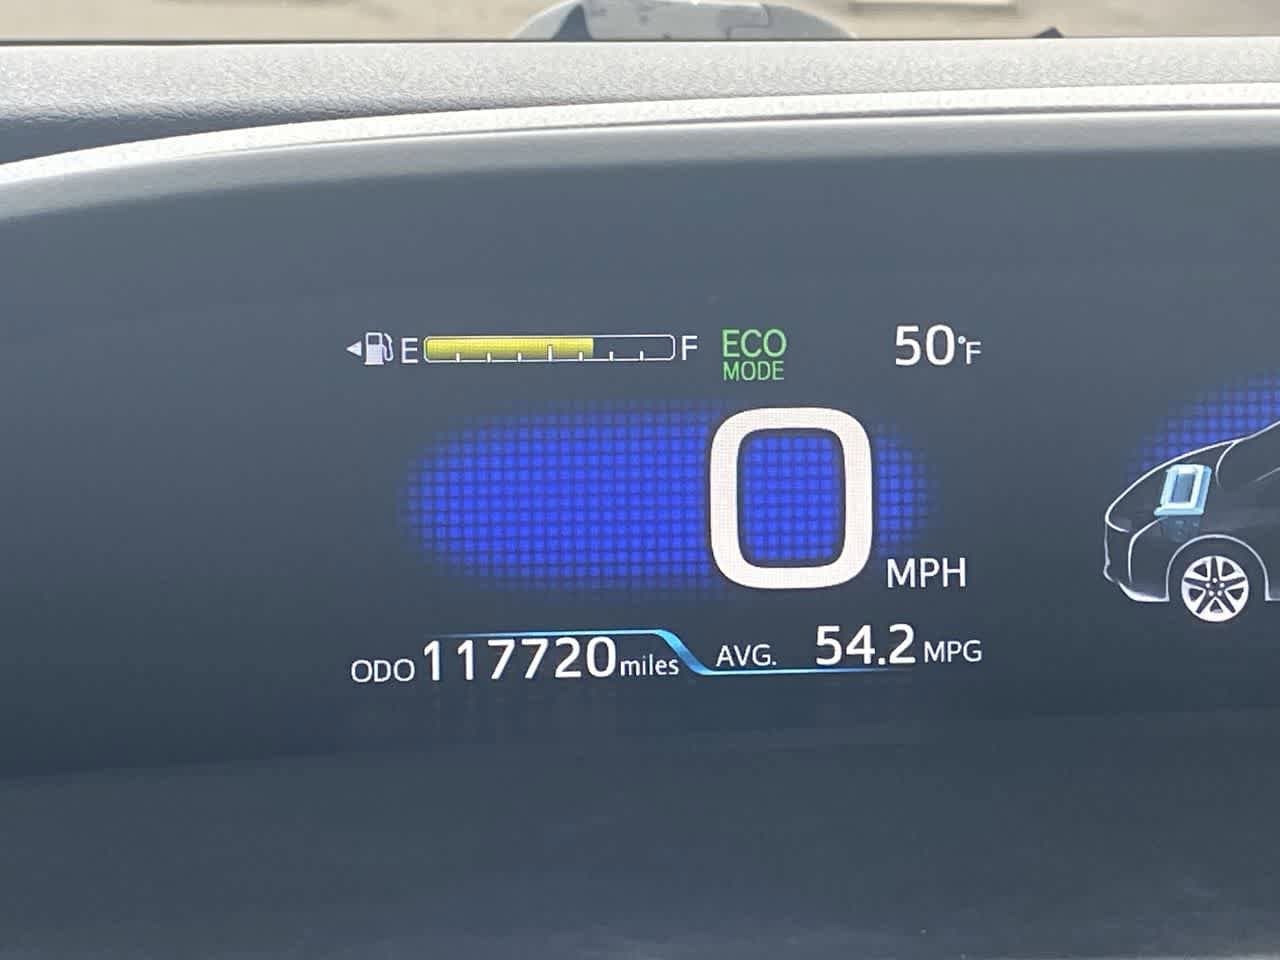 E F ECO MODE 50°F
0 MPH
ODO 117720 miles AVG. 54.2 MPG